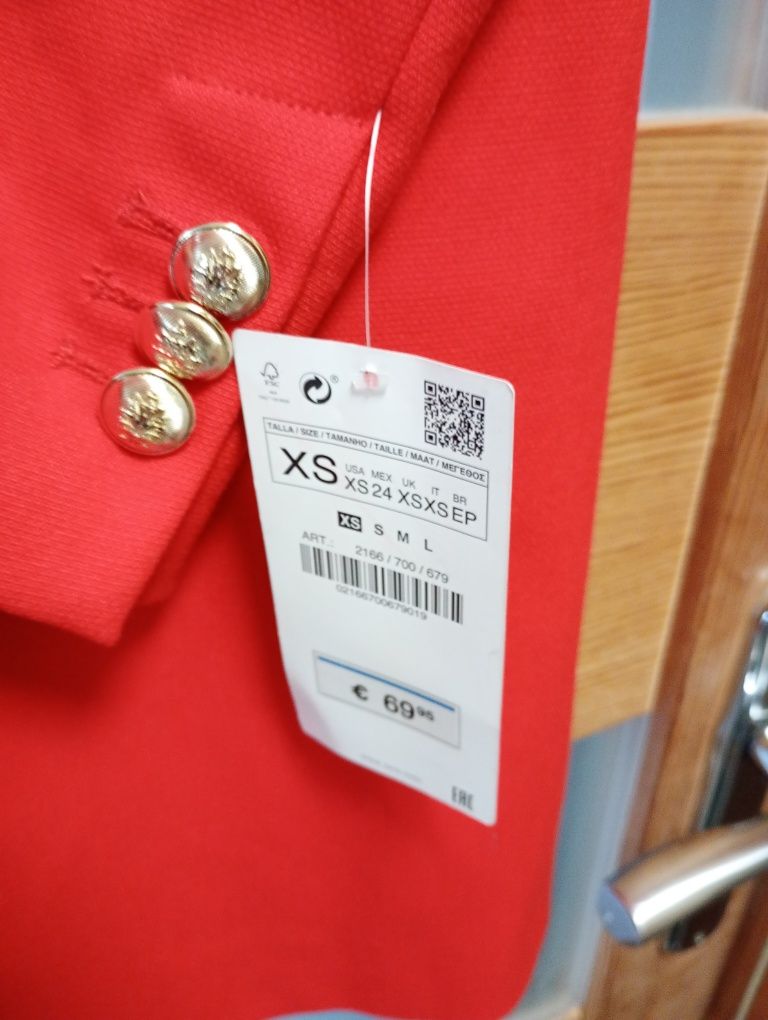 FSC
®
TALLA / SIZE / TAMANHO / TAILLE / MAAT / ΜΕΓΕΘΟΣ
XS
USA MEX UK IT BR
XS 24 XS XS EP
XS S M L
ART.: 2166 / 700 / 679
02166700679019
€ 69 95
EAC